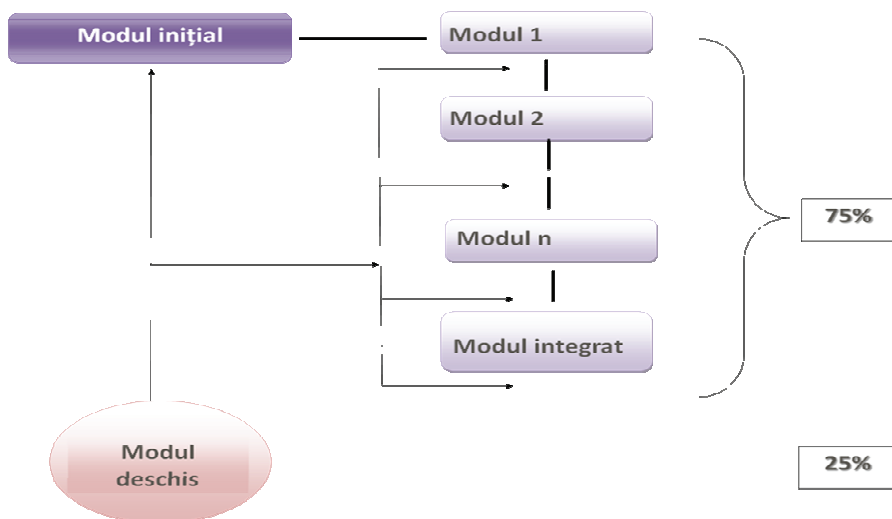 Modul inițial
Modul 1
Modul 2
75%
Modul n
Modul integrat
Modul
deschis
25%